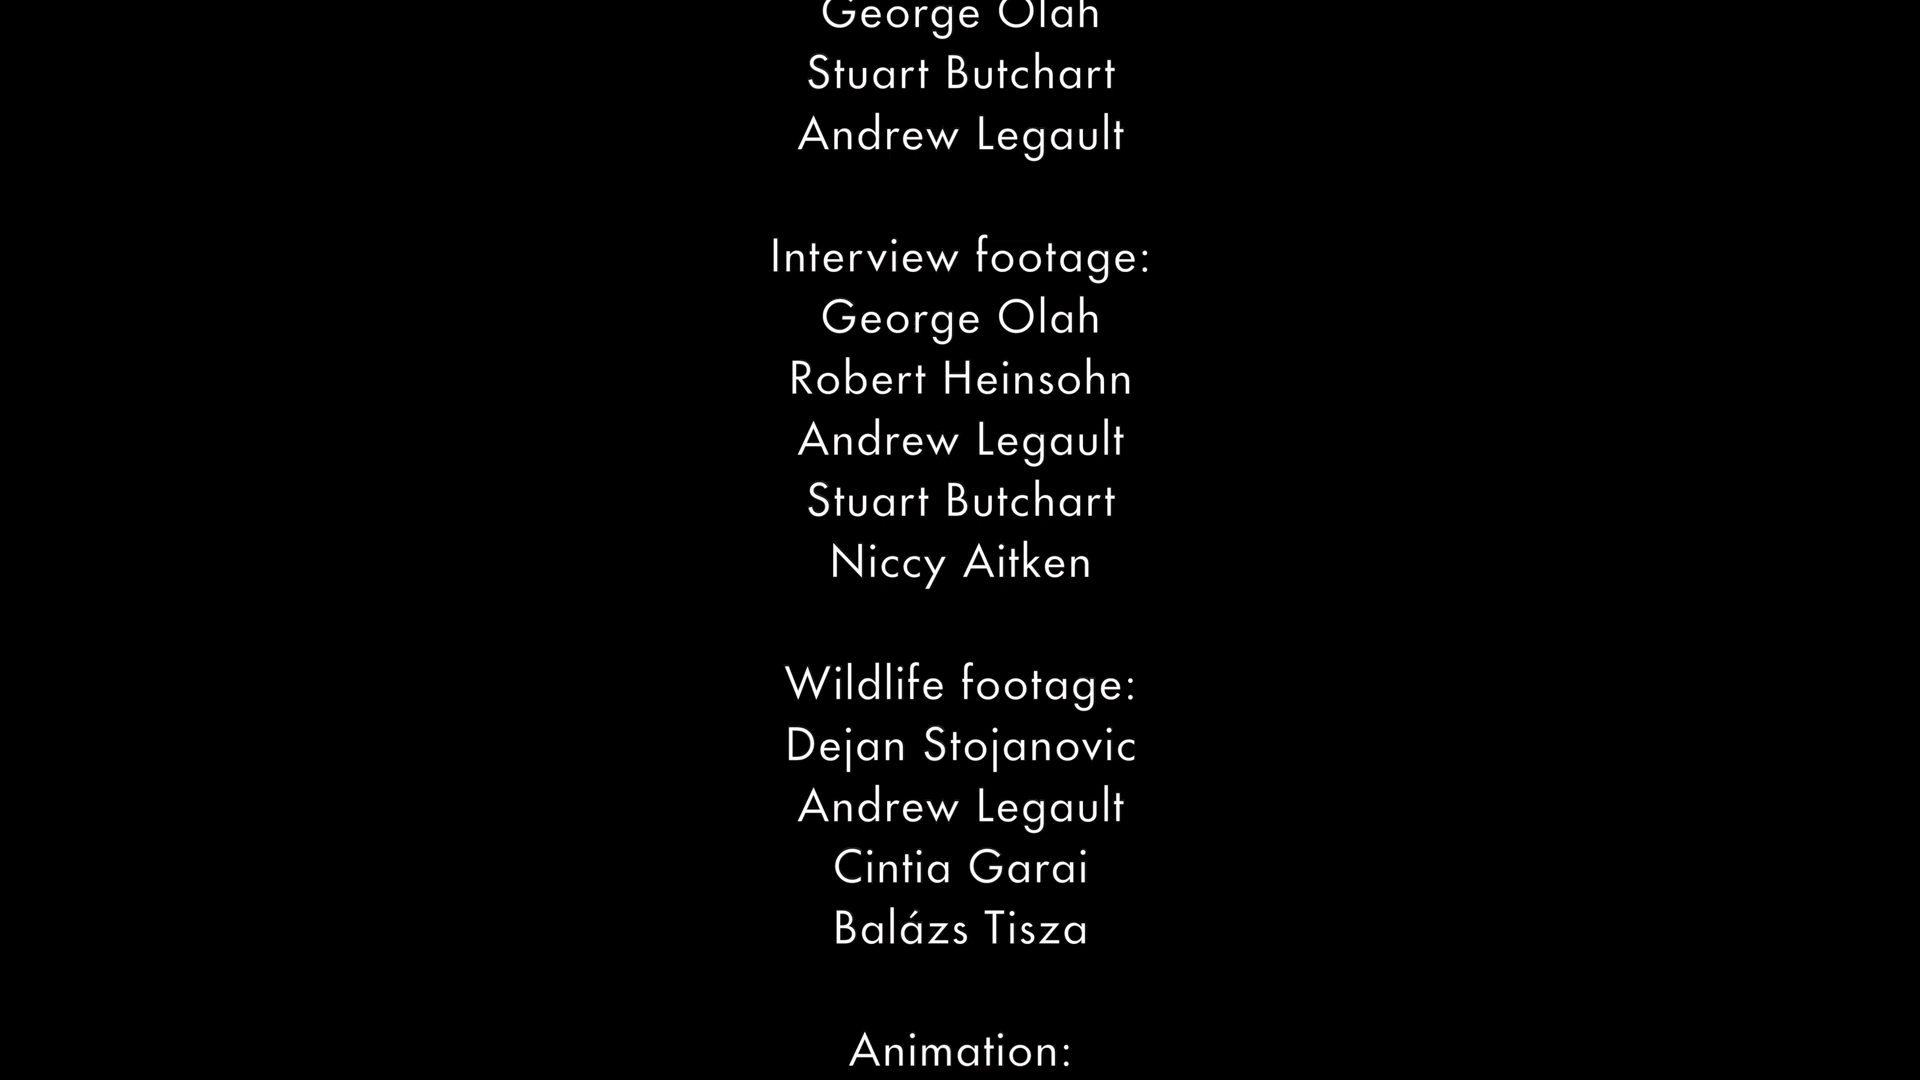 George Olah
Stuart Butchart
Andrew Legault
Interview footage:
George Olah
Robert Heinsohn
Andrew Legault
Stuart Butchart
Niccy Aitken
Wildlife footage:
Dejan Stojanovic
Andrew Legault
Cintia Garai
Balázs Tisza
Animation: